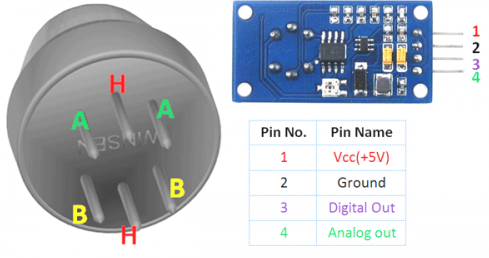 H
A
A
WINSEN
B
B
H
1
2
3
4
Pin No. Pin Name
1 Vcc(+5V)
2 Ground
3 Digital Out
4 Analog out